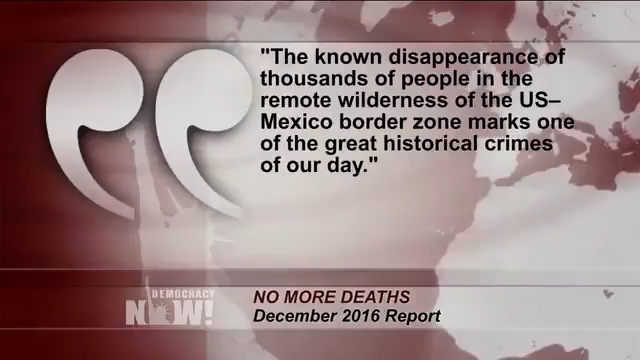 "The known disappearance of
thousands of people in the
remote wilderness of the US–
Mexico border zone marks one
of the great historical crimes
of our day."
NO MORE DEATHS
December 2016 Report
DEMOCRACY
NOW!